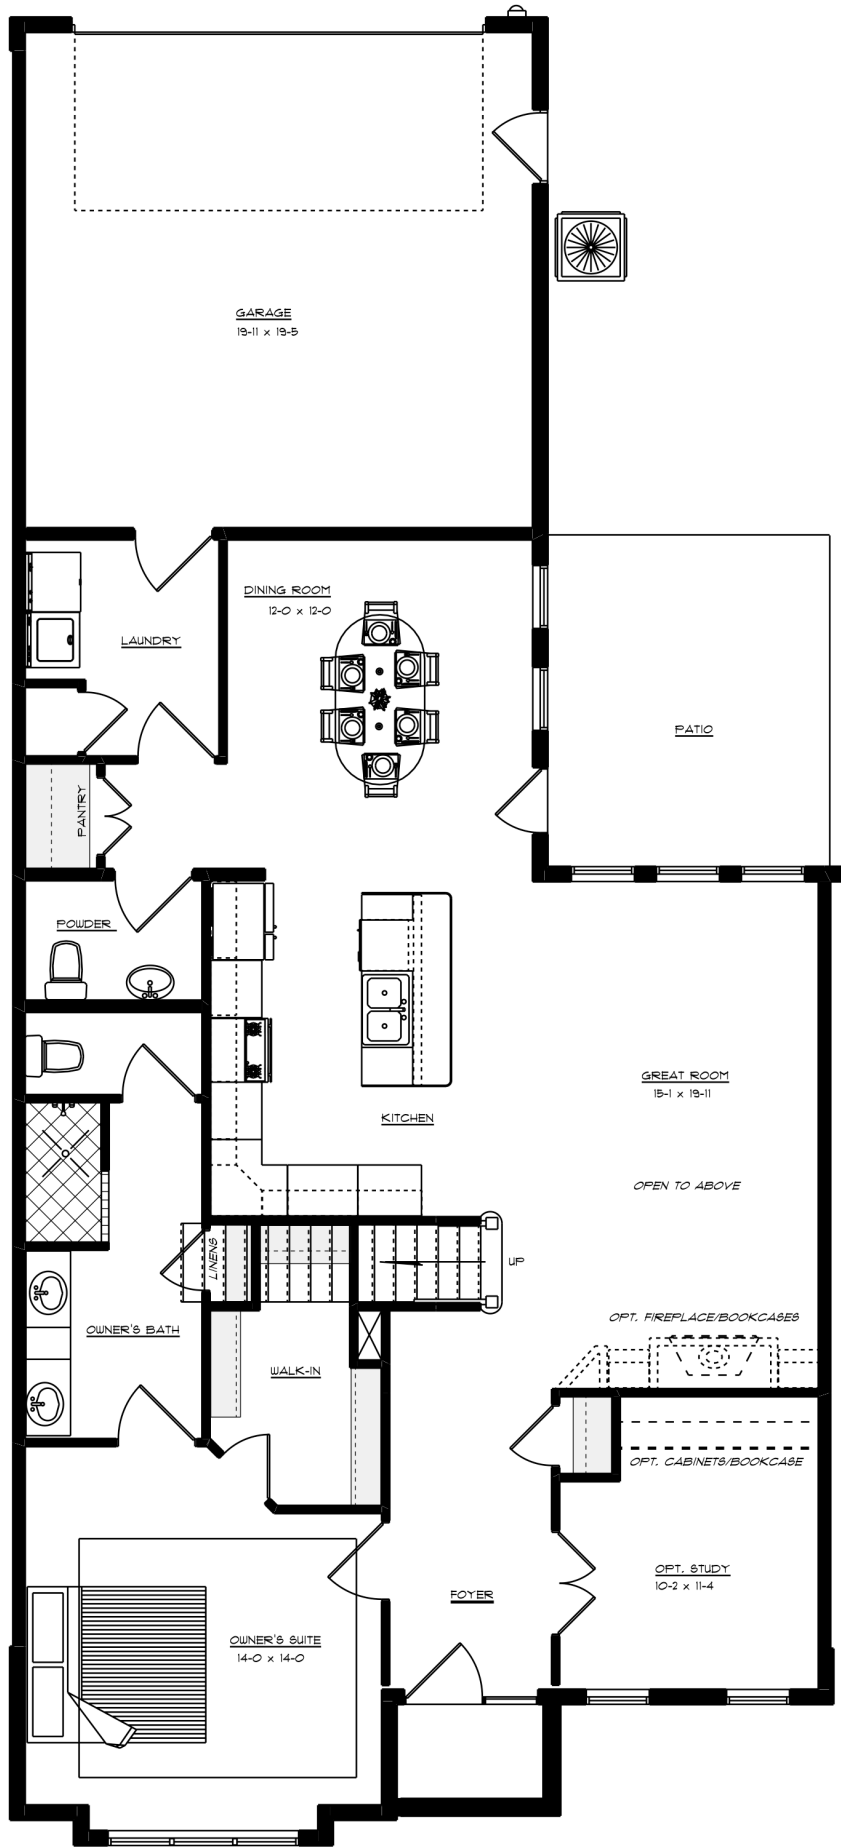 GARAGE
19-11 x 19-5
DINING ROOM
12-0 x 12-0
LAUNDRY
PATIO
PANTRY
POWDER
GREAT ROOM
15-1 x 19-11
KITCHEN
OPEN TO ABOVE
LINENS
UP
OWNER'S BATH
OPT. FIREPLACE/BOOKCASES
WALK-IN
OPT. CABINETS/BOOKCASE
OPT. STUDY
10-2 x 11-4
FOYER
OWNER'S SUITE
14-0 x 14-0